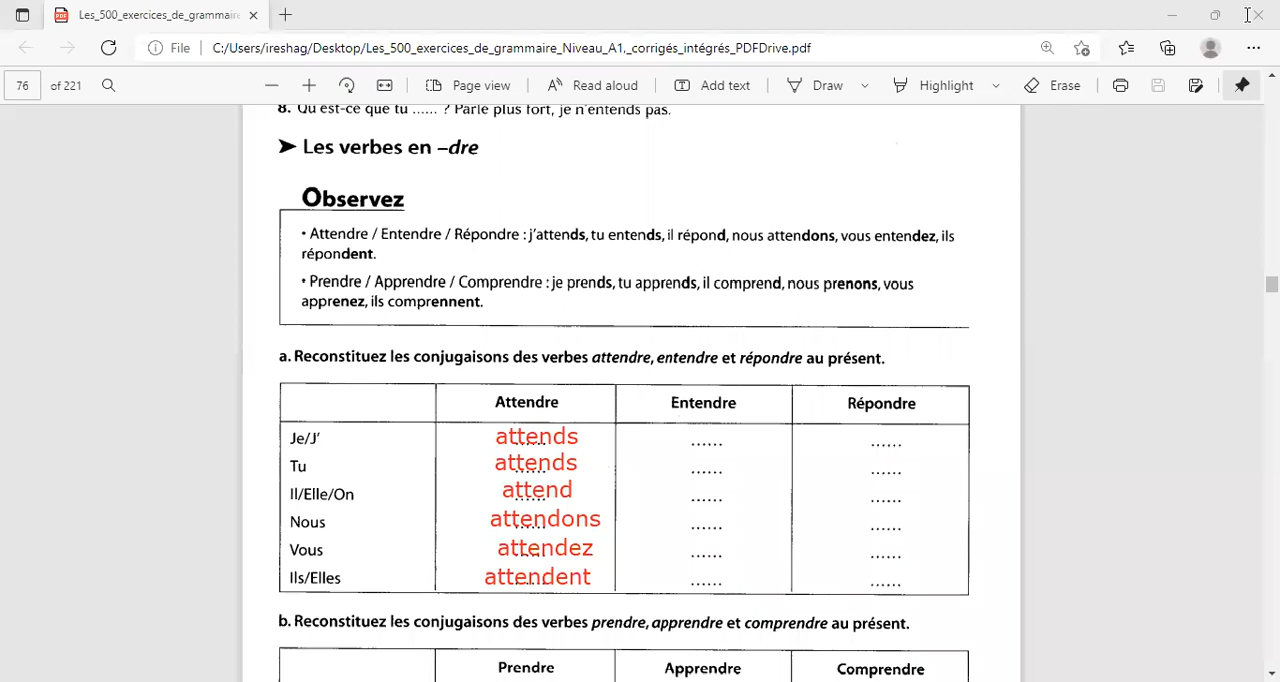 Les_500_exercices_de_grammaire
File C:/Users/ireshag/Desktop/Les_500_exercices_de_grammaire_Niveau_A1,_corrigés_intégrés_PDFDrive.pdf
76 of 221 Page view Read aloud Add text Draw Highlight Erase
8. Qu'est-ce que tu ...... ? Parle plus fort, je n'entends pas.
➤ Les verbes en –dre
Observez
• Attendre / Entendre / Répondre : j'attends, tu entends, il répond, nous attendons, vous entendez, ils
répondent.
• Prendre / Apprendre / Comprendre : je prends, tu apprends, il comprend, nous prenons, vous
apprenez, ils comprennent.
a. Reconstituez les conjugaisons des verbes attendre, entendre et répondre au présent.
Attendre Entendre Répondre
Je/J' attends ...... ......
Tu attends ...... ......
Il/Elle/On attend ...... ......
Nous attendons ...... ......
Vous attendez ...... ......
Ils/Elles attendent ...... ......
b. Reconstituez les conjugaisons des verbes prendre, apprendre et comprendre au présent.
Prendre Apprendre Comprendre